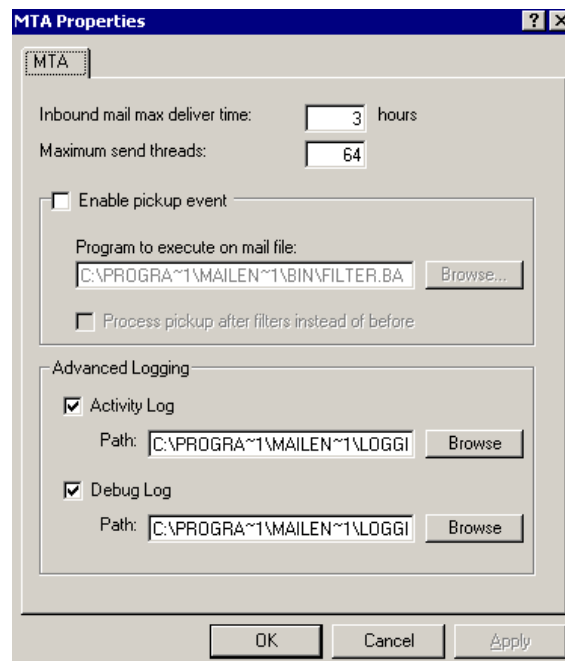 MTA Properties
MTA
Inbound mail max deliver time: 3 hours
Maximum send threads: 64
Enable pickup event
Program to execute on mail file:
C:\PROGRA~1\MAILEN~1\BIN\FILTER.BA Browse...
Process pickup after filters instead of before
Advanced Logging
Activity Log
Path: C:\PROGRA~1\MAILEN~1\LOGGI Browse
Debug Log
Path: C:\PROGRA~1\MAILEN~1\LOGGI Browse
OK Cancel Apply